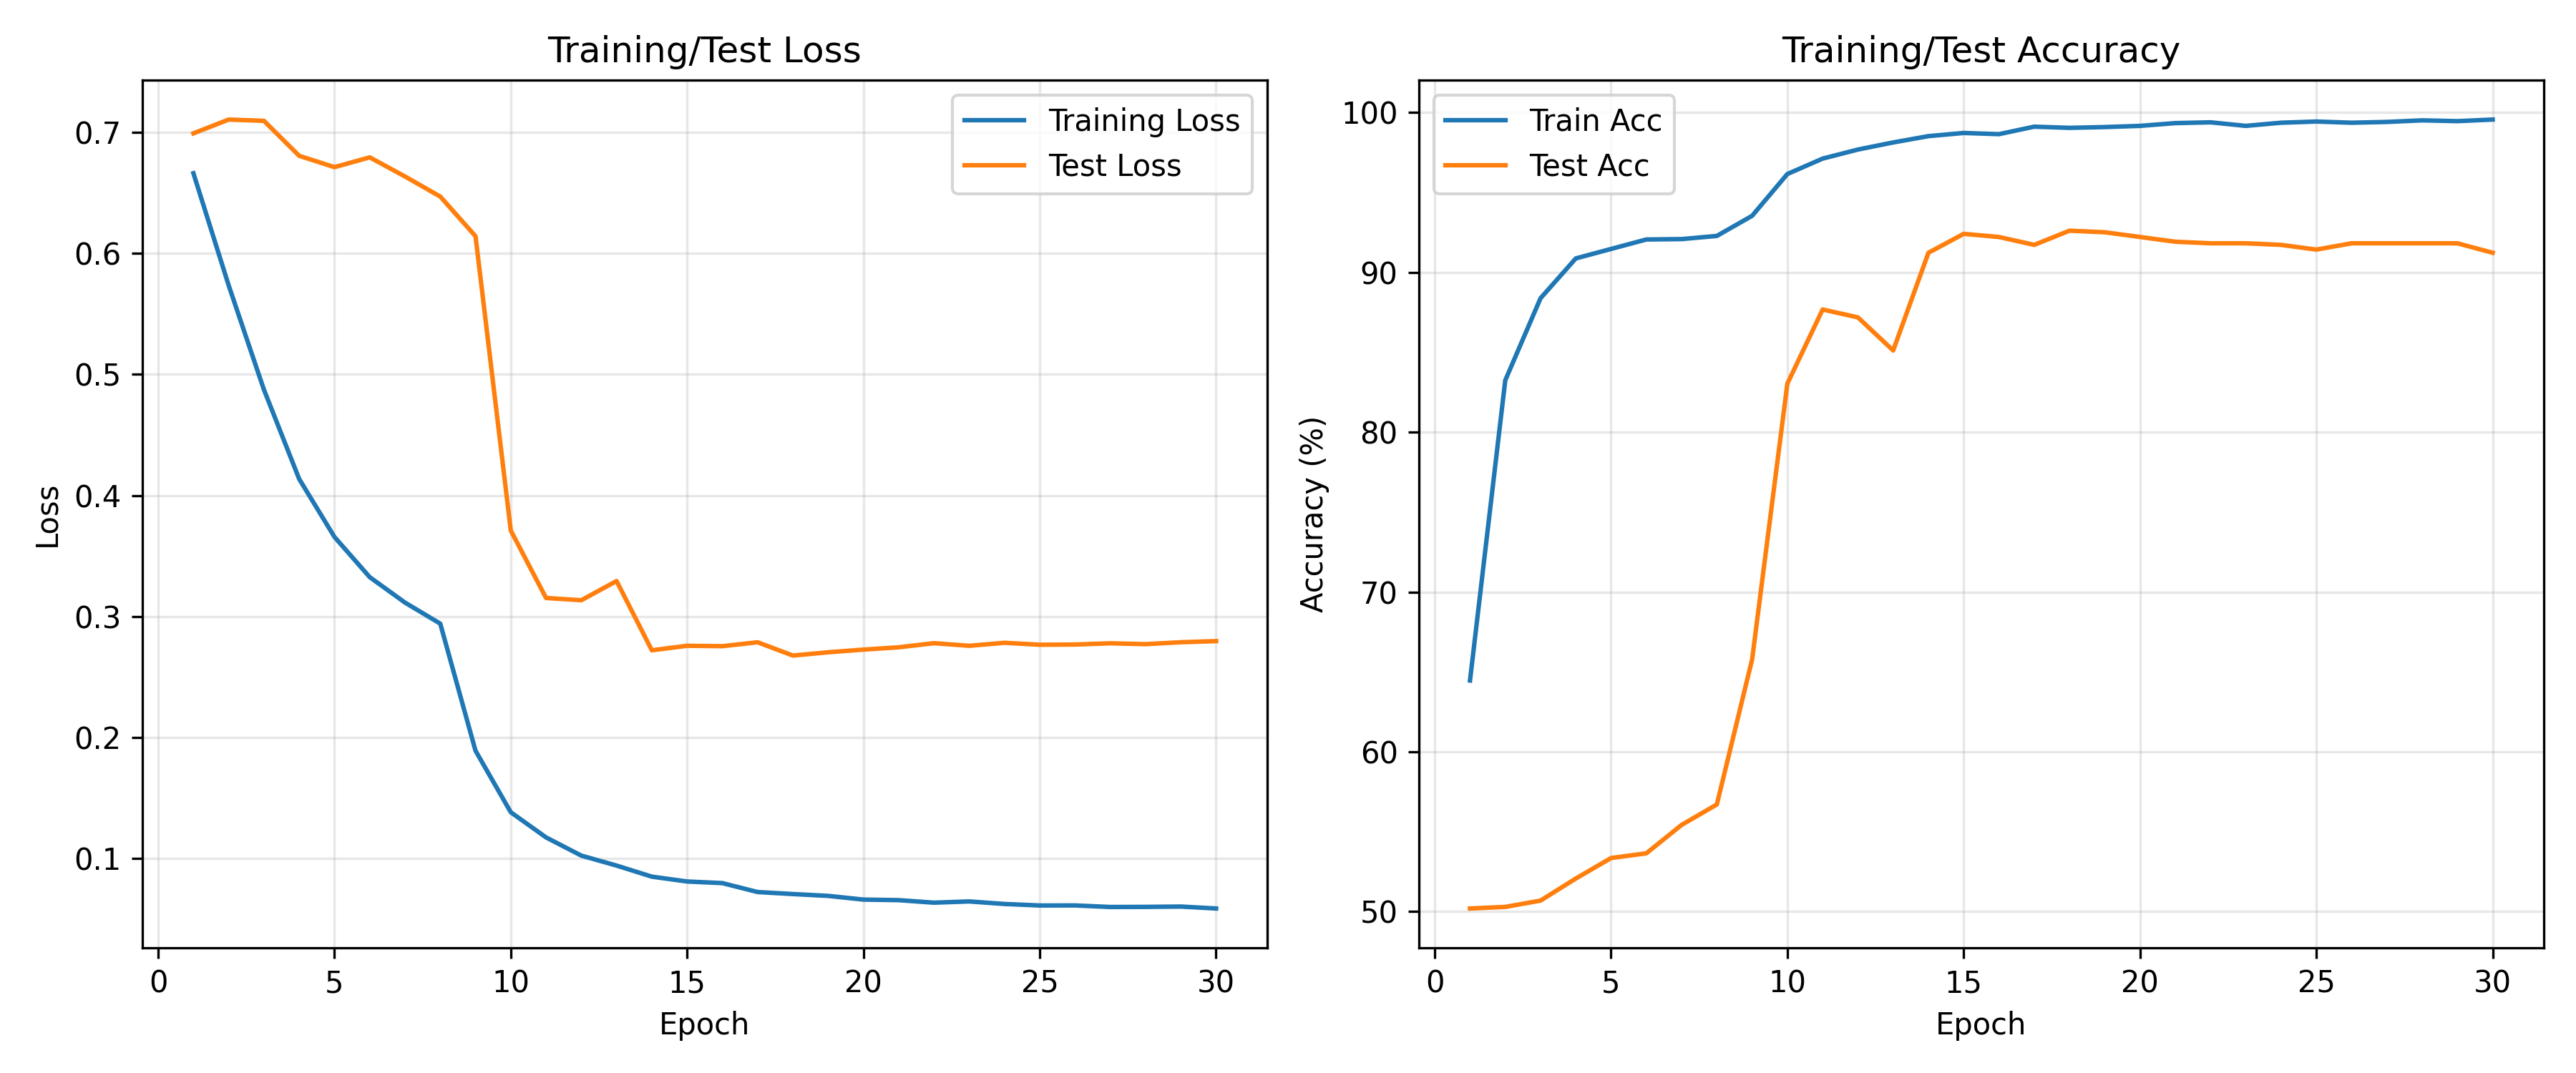 Training/Test Loss
Training Loss
Test Loss
0.7
0.6
0.5
0.4
0.3
0.2
0.1
Loss
0 5 10 15 20 25 30
Epoch
Training/Test Accuracy
Train Acc
Test Acc
100
90
80
70
60
50
Accuracy (%)
0 5 10 15 20 25 30
Epoch